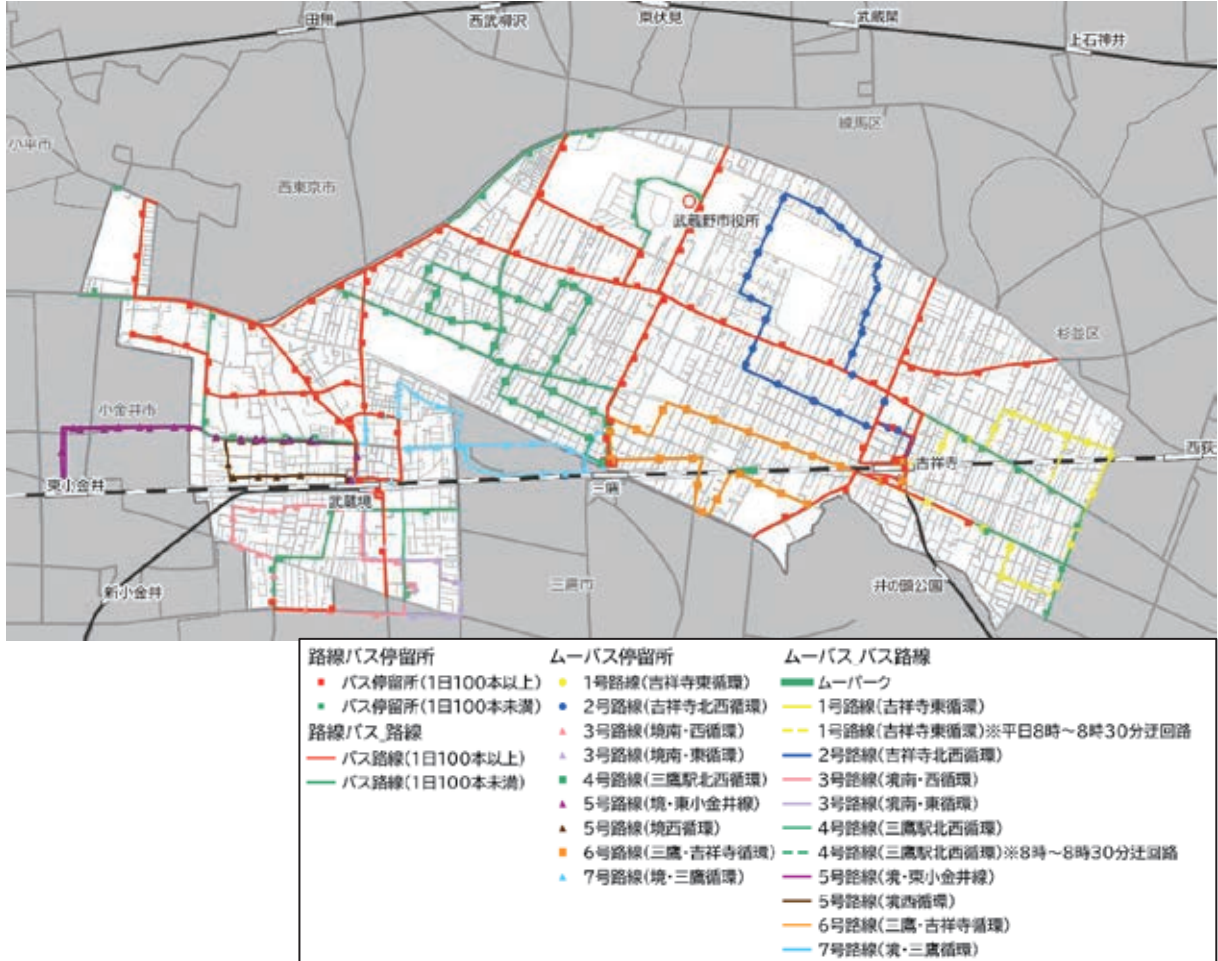 田無
西武柳沢
東伏見
武蔵関
上石神井
練馬区
小平市
西東京市
武蔵野市役所
杉並区
小金井市
吉祥寺
西荻
東小金井
武蔵境
三鷹
新小金井
三鷹市
井の頭公園
路線バス停留所
バス停留所(1日100本以上)
バス停留所(1日100本未満)
路線バス_路線
バス路線(1日100本以上)
バス路線(1日100本未満)
ムーバス停留所
1号路線(吉祥寺東循環)
2号路線(吉祥寺北西循環)
3号路線(境南・西循環)
3号路線(境南・東循環)
4号路線(三鷹駅北西循環)
5号路線(境・東小金井線)
5号路線(境西循環)
6号路線(三鷹・吉祥寺循環)
7号路線(境・三鷹循環)
ムーバス_バス路線
ムーパーク
1号路線(吉祥寺東循環)
1号路線(吉祥寺東循環)※平日8時～8時30分迂回路
2号路線(吉祥寺北西循環)
3号路線(境南・西循環)
3号路線(境南・東循環)
4号路線(三鷹駅北西循環)
4号路線(三鷹駅北西循環)※8時～8時30分迂回路
5号路線(境・東小金井線)
5号路線(境西循環)
6号路線(三鷹・吉祥寺循環)
7号路線(境・三鷹循環)